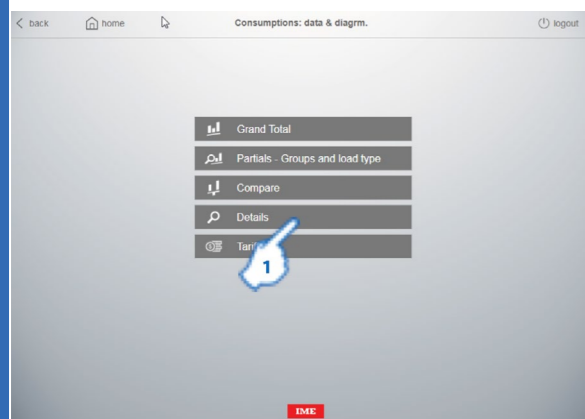 back home Consumptions: data & diagrm. logout
Grand Total
Partials - Groups and load type
Compare
Details
1
IME